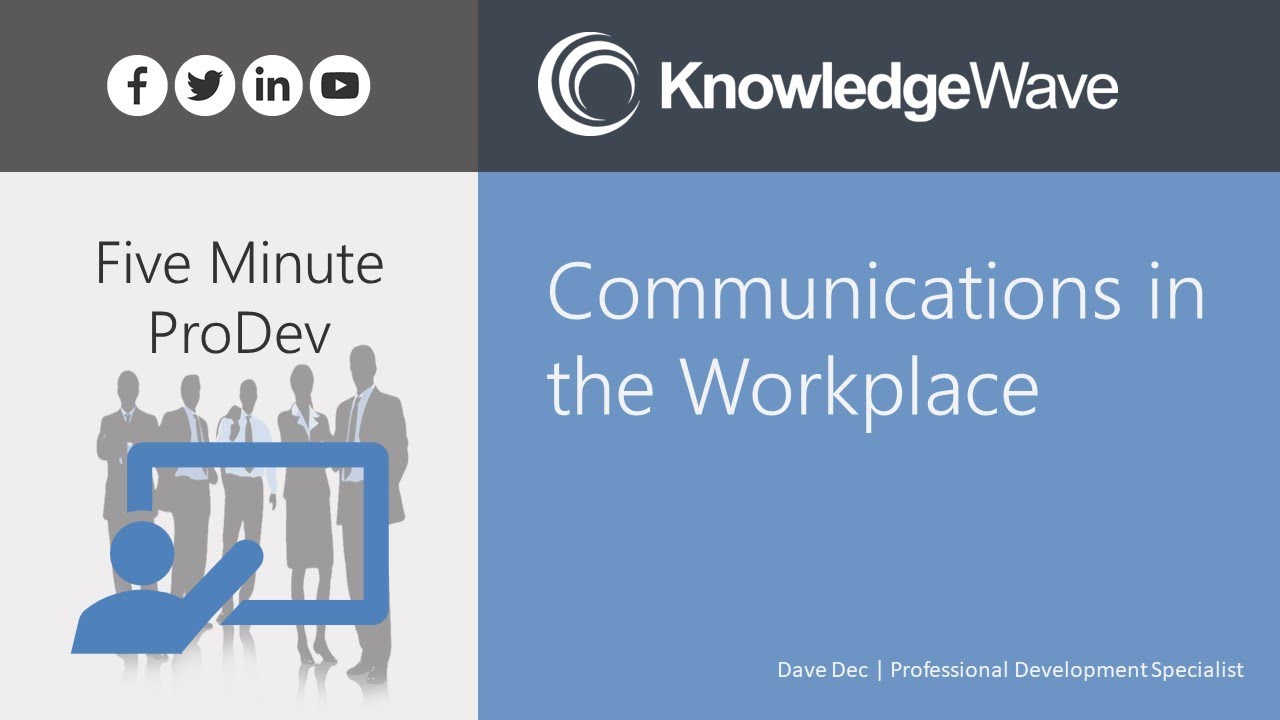 KnowledgeWave
Five Minute
ProDev
Communications in
the Workplace
Dave Dec | Professional Development Specialist